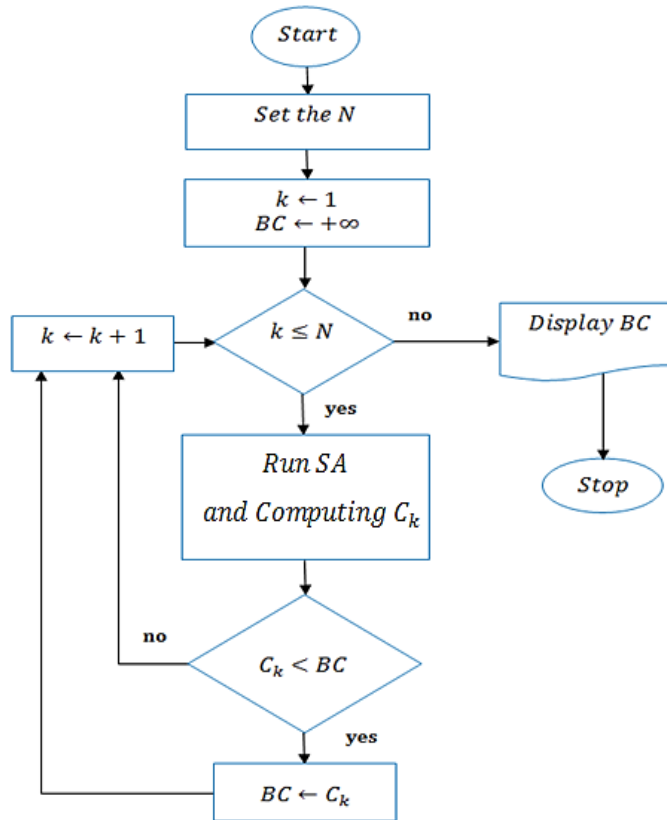 Start
Set the N
k ← 1
BC ← +∞
k ← k + 1
k ≤ N
no
Display BC
yes
Run SA
and Computing C_k
Stop
no
C_k < BC
yes
BC ← C_k